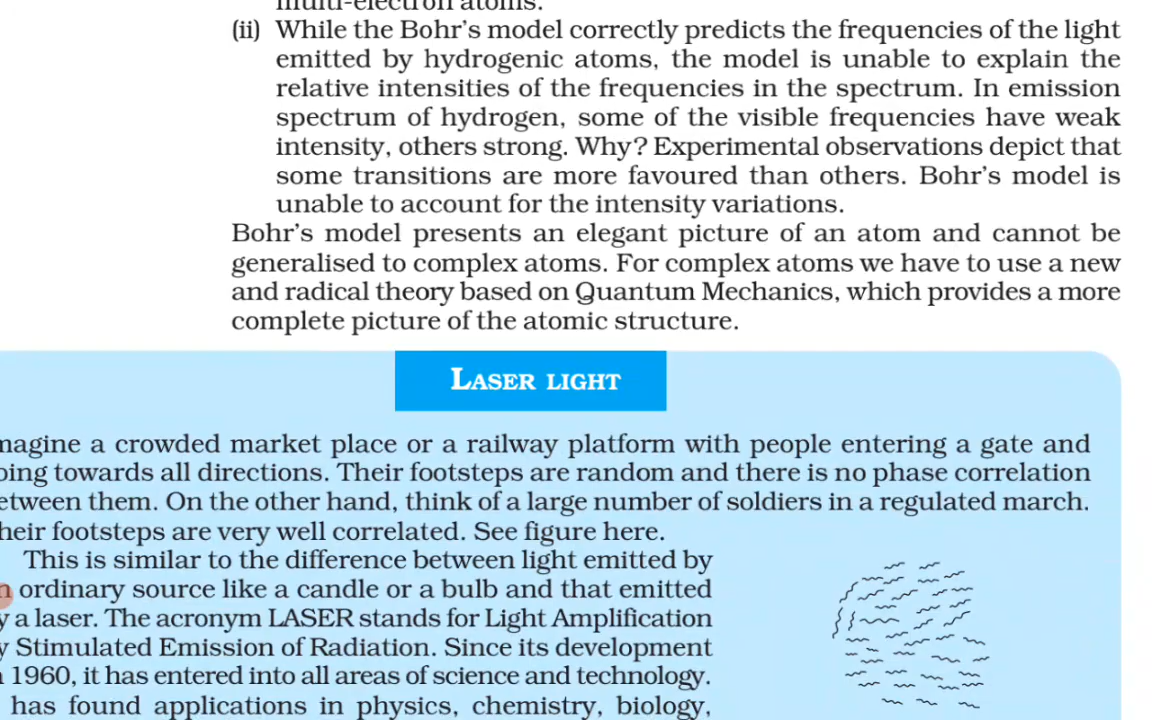 multi-electron atoms.
(ii) While the Bohr's model correctly predicts the frequencies of the light
emitted by hydrogenic atoms, the model is unable to explain the
relative intensities of the frequencies in the spectrum. In emission
spectrum of hydrogen, some of the visible frequencies have weak
intensity, others strong. Why? Experimental observations depict that
some transitions are more favoured than others. Bohr's model is
unable to account for the intensity variations.
Bohr's model presents an elegant picture of an atom and cannot be
generalised to complex atoms. For complex atoms we have to use a new
and radical theory based on Quantum Mechanics, which provides a more
complete picture of the atomic structure.
LASER LIGHT
magine a crowded market place or a railway platform with people entering a gate and
oing towards all directions. Their footsteps are random and there is no phase correlation
etween them. On the other hand, think of a large number of soldiers in a regulated march.
heir footsteps are very well correlated. See figure here.
This is similar to the difference between light emitted by
n ordinary source like a candle or a bulb and that emitted
y a laser. The acronym LASER stands for Light Amplification
y Stimulated Emission of Radiation. Since its development
1960, it has entered into all areas of science and technology.
has found applications in physics, chemistry, biology,